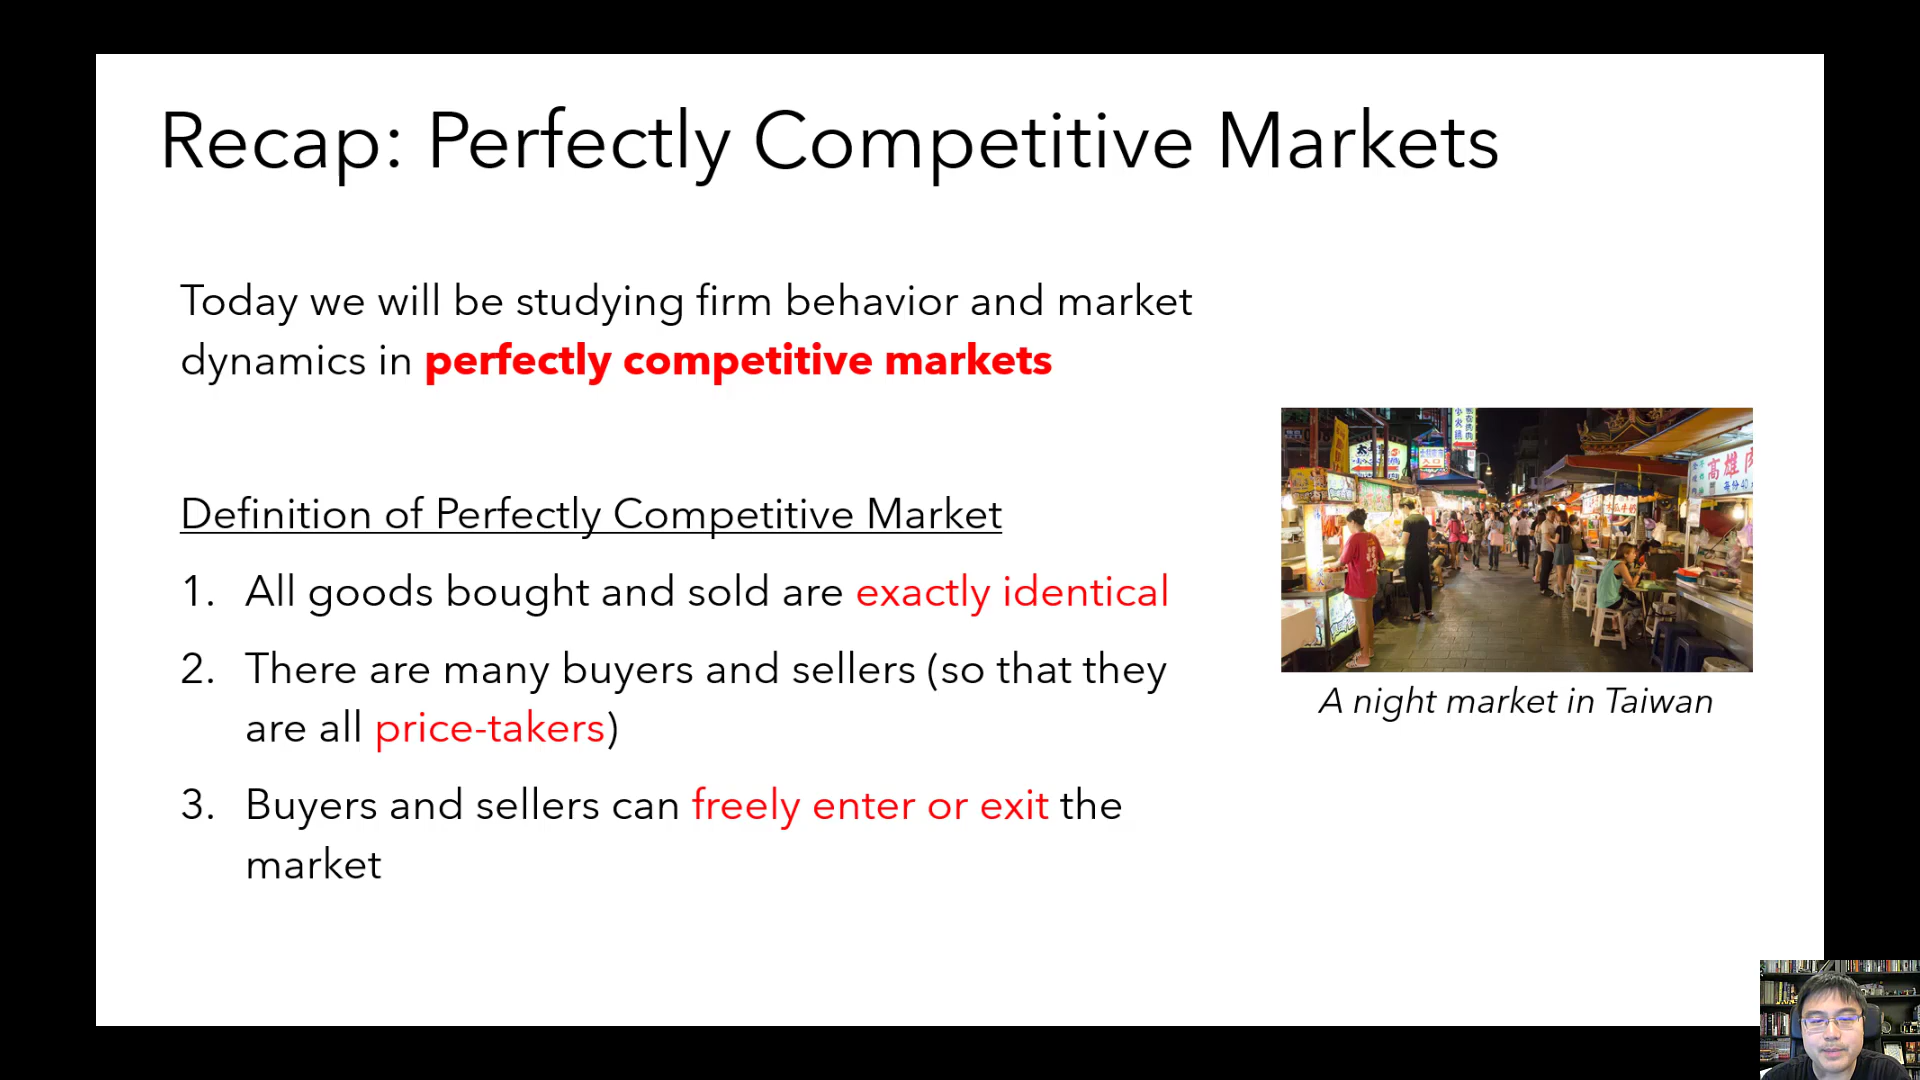 Recap: Perfectly Competitive Markets
Today we will be studying firm behavior and market
dynamics in perfectly competitive markets
Definition of Perfectly Competitive Market
1. All goods bought and sold are exactly identical
2. There are many buyers and sellers (so that they
are all price-takers)
3. Buyers and sellers can freely enter or exit the
market
高雄肉
A night market in Taiwan